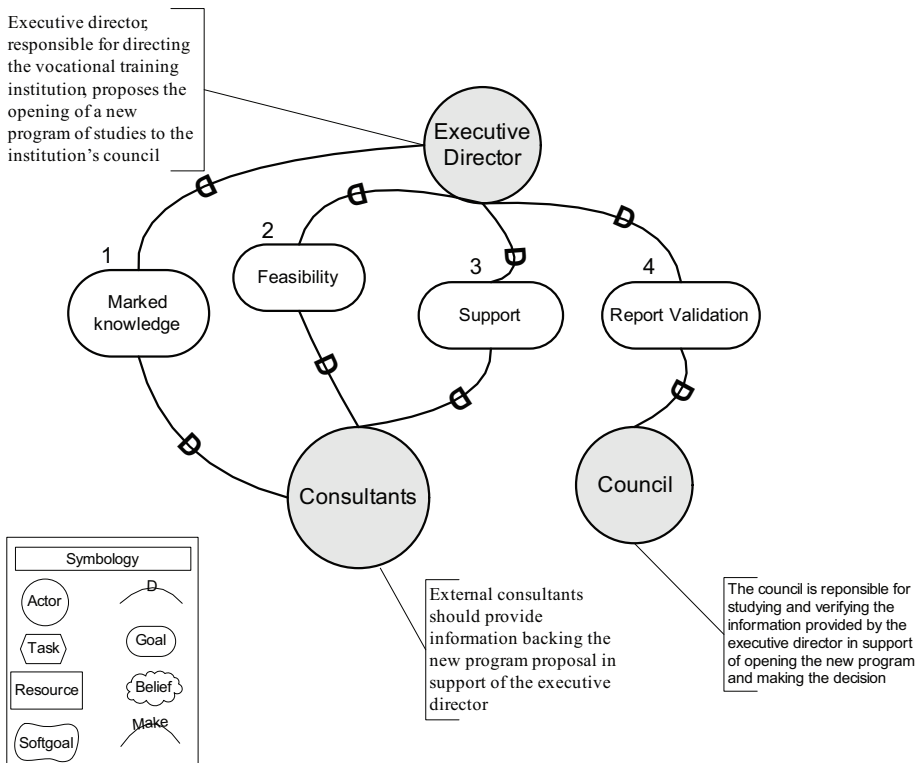 Executive director,
responsible for directing
the vocational training
institution, proposes the
opening of a new
program of studies to the
institution's council
Executive
Director
D
D
D
D
1
Marked
knowledge
2
Feasibility
3
Support
4
Report Validation
D
D
D
D
Consultants
Council
Symbology
Actor
D
Task
Goal
Resource
Belief
Softgoal
Make
External consultants
should provide
information backing the
new program proposal in
support of the executive
director
The council is reponsible for
studying and verifying the
information provided by the
executive director in support
of opening the new program
and making the decision